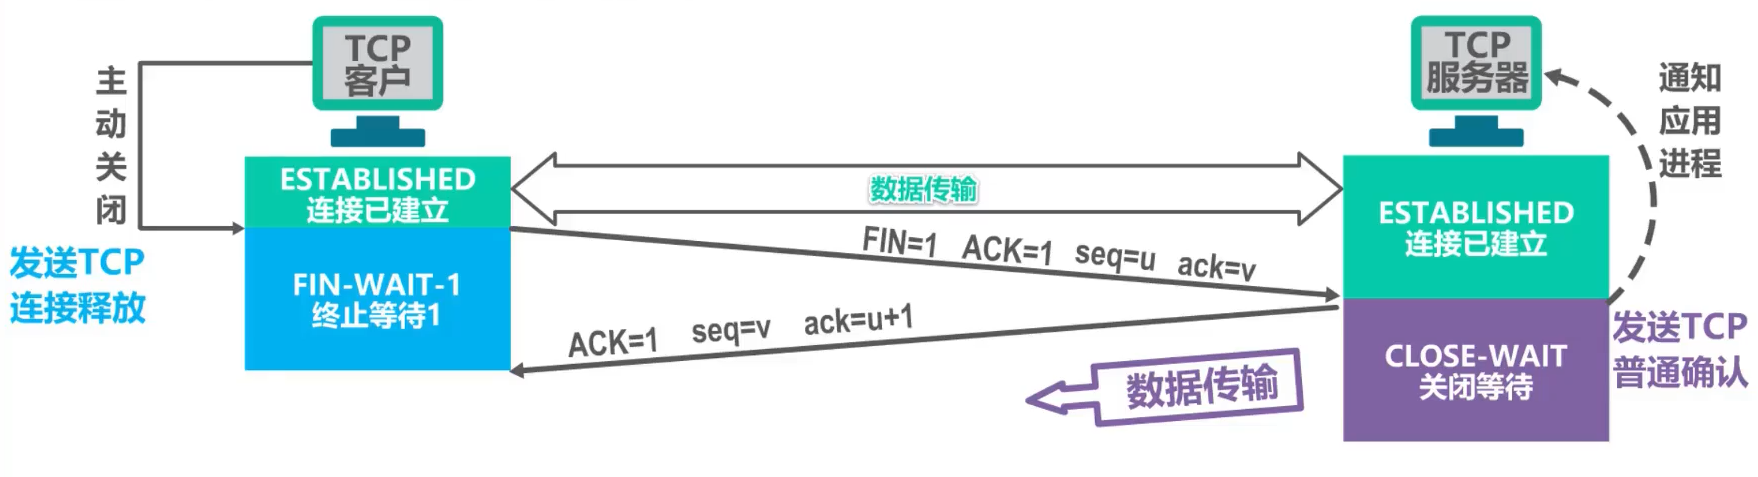 TCP
客户
TCP
服务器
主
动
关
闭
通知
应用
进程
ESTABLISHED
连接已建立
数据传输
ESTABLISHED
连接已建立
FIN=1 ACK=1 seq=u ack=v
发送TCP
连接释放
FIN-WAIT-1
终止等待1
ACK=1 seq=v ack=u+1
发送TCP
普通确认
CLOSE-WAIT
关闭等待
数据传输